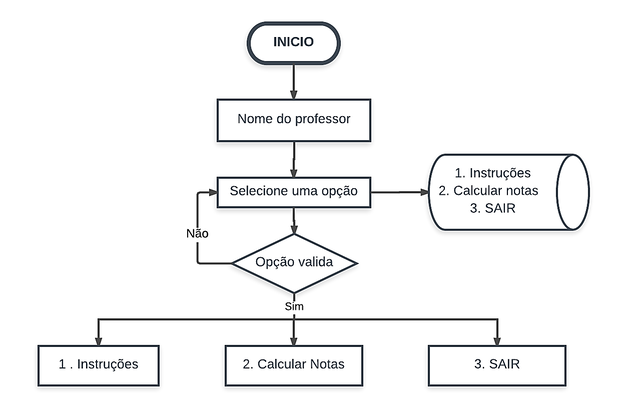 INICIO
Nome do professor
Selecione uma opção
1. Instruções
2. Calcular notas
3. SAIR
Não
Opção valida
Sim
1 . Instruções
2. Calcular Notas
3. SAIR